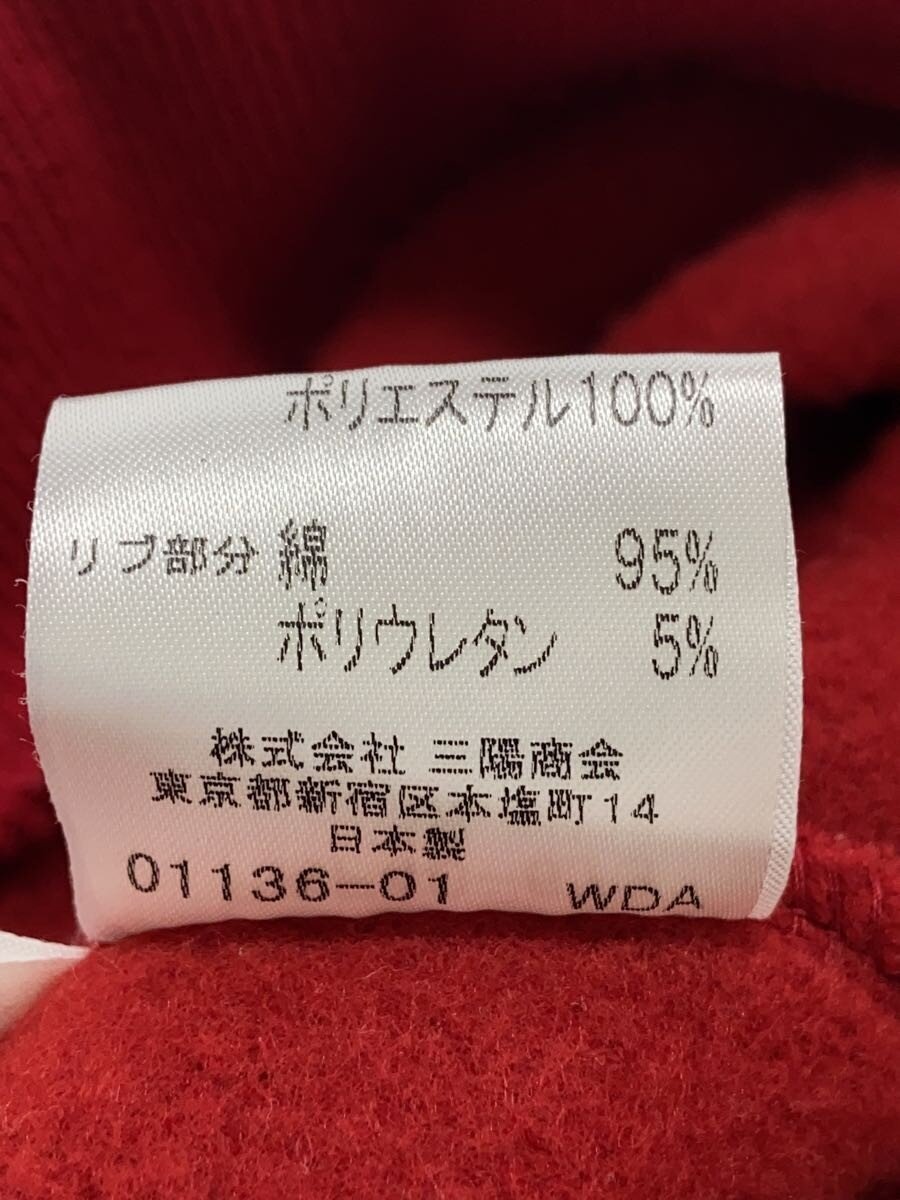 ポリエステル100%
リブ部分 綿 95%
ポリウレタン 5%
株式会社 三陽商会
東京都新宿区本塩町14
日本製
01136-01 WDA